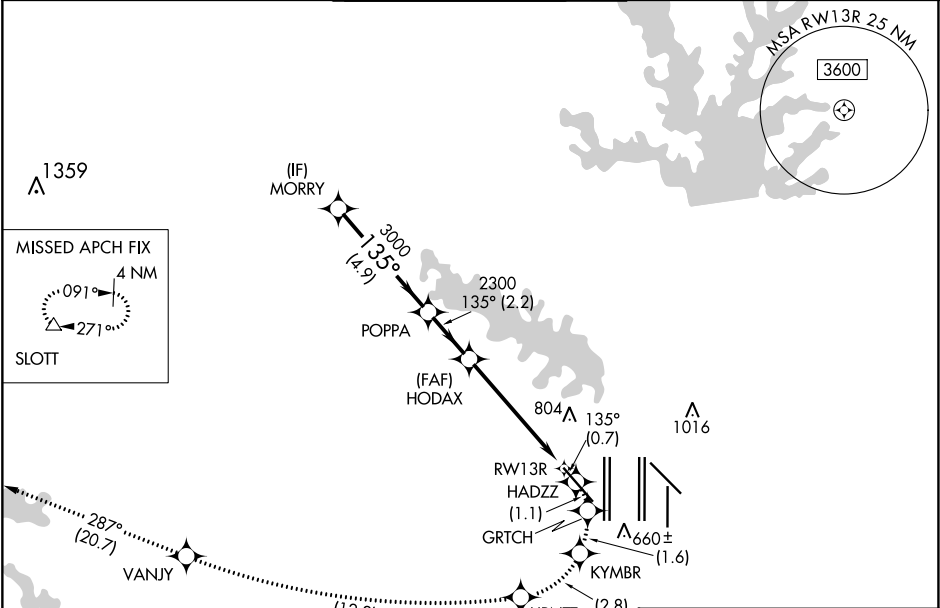 MSA RW13R 25 NM
3600
1359
(IF)
MORRY
3000
135°
(4.9)
MISSED APCH FIX
4 NM
091°
271°
SLOTT
2300
135° (2.2)
POPPA
(FAF)
HODAX
804
135°
(0.7)
1016
RW13R
HADZZ
(1.1)
GRTCH
660 ±
(1.6)
KYMBR
287°
(20.7)
VANJY
(2.8)